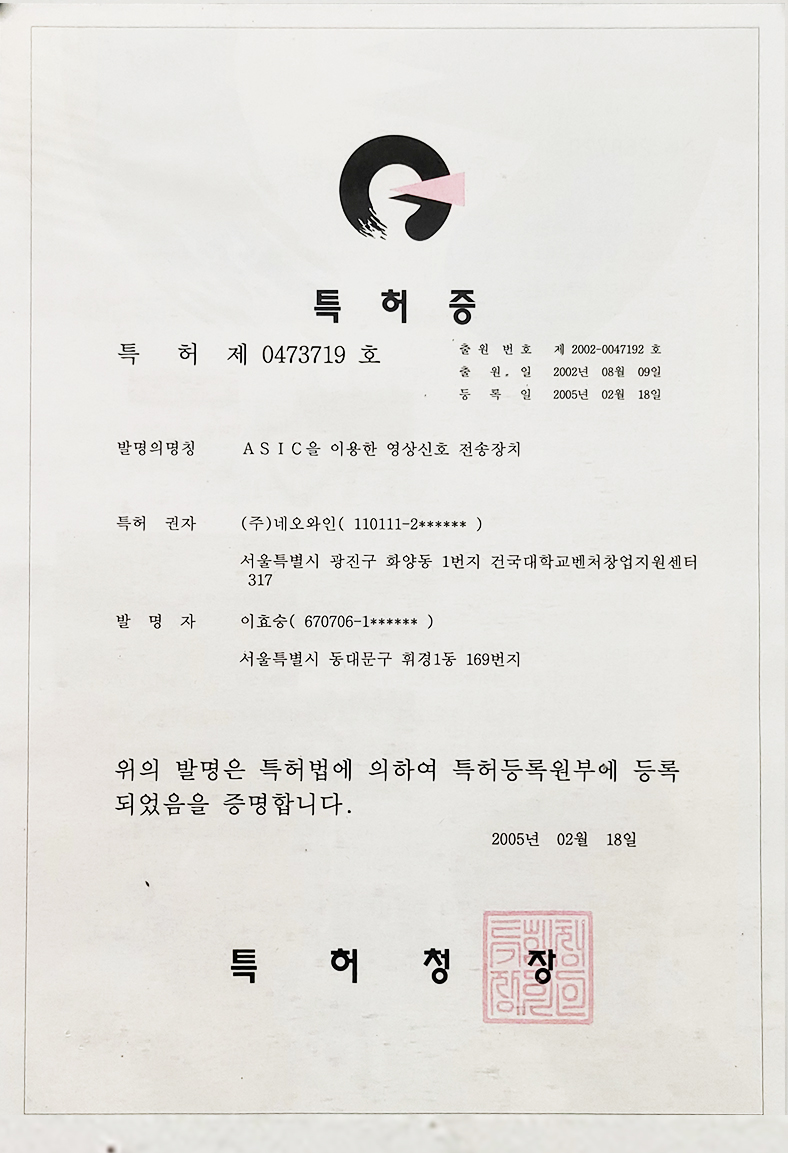 특 허 증
특 허 제 0473719 호
출 원 번 호 제 2002-0047192 호
출 원 일 2002년 08월 09일
등 록 일 2005년 02월 18일
발명의명칭 ASIC을 이용한 영상신호 전송장치
특허 권자 (주)네오와인( 110111-2****** )
서울특별시 광진구 화양동 1번지 건국대학교벤처창업지원센터
317
발 명 자 이효승( 670706-1****** )
서울특별시 동대문구 휘경1동 169번지
위의 발명은 특허법에 의하여 특허등록원부에 등록
되었음을 증명합니다.
2005년 02월 18일
특 허 청 장